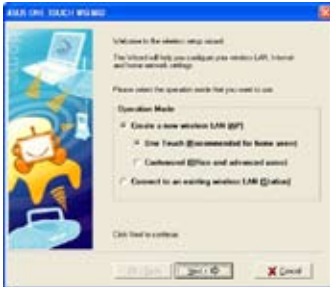 ASUS ONE TOUCH WIZARD
Welcome to the wireless setup wizard.
The Wizard will help you configure your wireless LAN, Internet
and home network settings.
Please select the operation mode that you want to use.
Operation Mode
Create a new wireless LAN (AP)
One Touch (Recommended for home users)
Customized (Office and advanced users)
Connect to an existing wireless LAN (Station)
Click Next to continue.
Next
Cancel